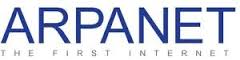 ARPANET
THE FIRST INTERNET